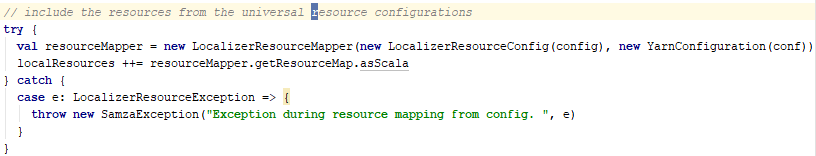 // include the resources from the universal resource configurations
try {
  val resourceMapper = new LocalizerResourceMapper(new LocalizerResourceConfig(config), new YarnConfiguration(conf))
  localResources ++= resourceMapper.getResourceMap.asScala
} catch {
  case e: LocalizerResourceException => {
    throw new SamzaException("Exception during resource mapping from config. ", e)
  }
}